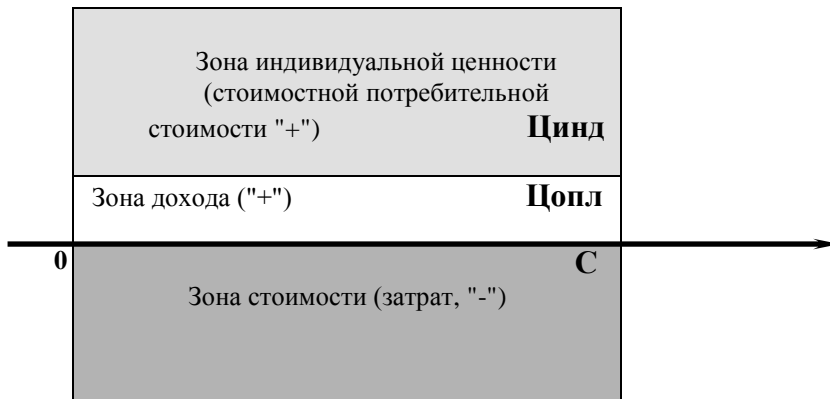 Зона индивидуальной ценности
(стоимостной потребительной
стоимости "+") Цинд
Зона дохода ("+") Цопл
0 С
Зона стоимости (затрат, "-")